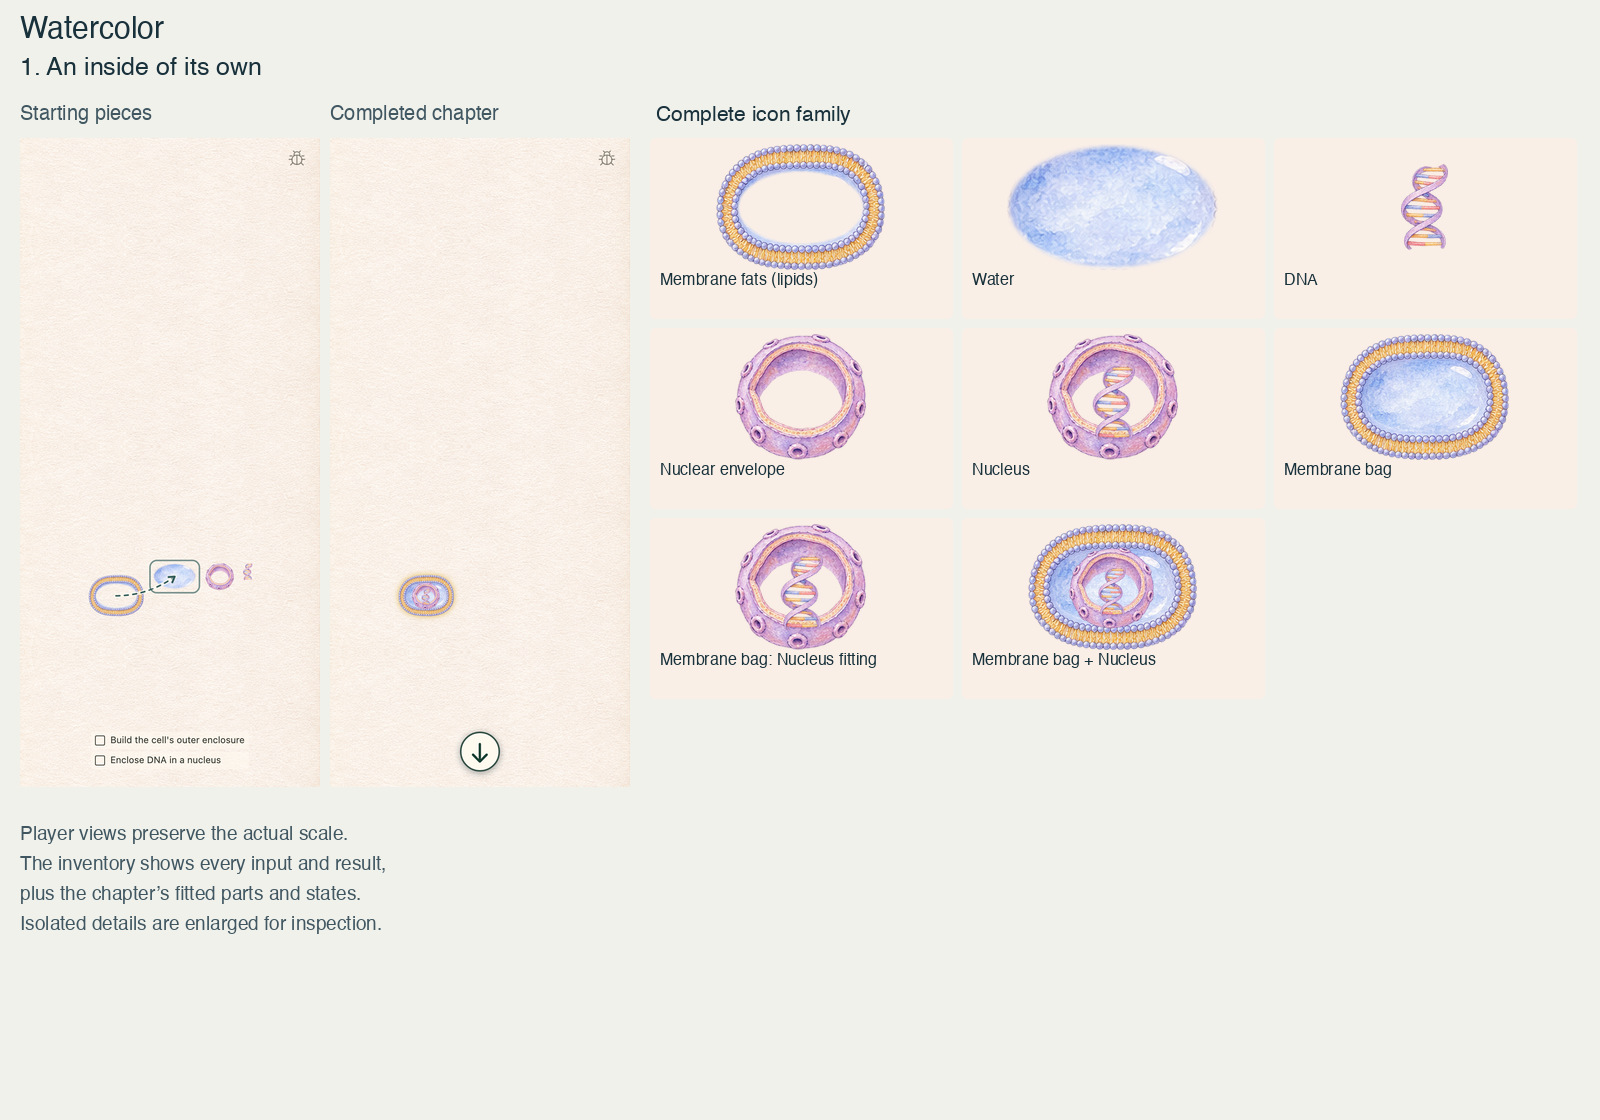 Watercolor
1. An inside of its own
Starting pieces
Completed chapter
Complete icon family
Membrane fats (lipids)
Water
DNA
Nuclear envelope
Nucleus
Membrane bag
Membrane bag: Nucleus fitting
Membrane bag + Nucleus
Build the cell's outer enclosure
Enclose DNA in a nucleus
Player views preserve the actual scale.
The inventory shows every input and result,
plus the chapter’s fitted parts and states.
Isolated details are enlarged for inspection.